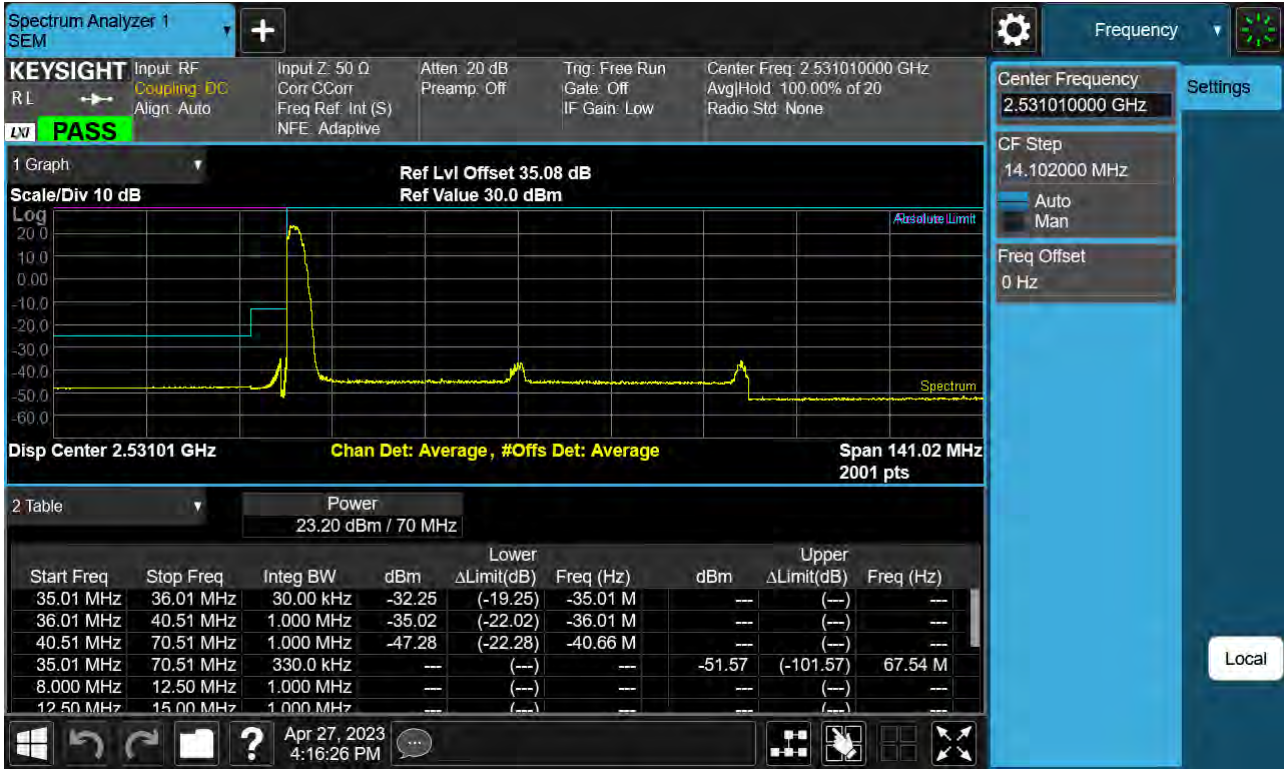 Spectrum Analyzer 1
SEM
+
Frequency
KEYSIGHT
RL
LXI
PASS
Input: RF
Coupling: DC
Align: Auto
Input Z: 50 Ω
Corr CCorr
Freq Ref: Int (S)
NFE: Adaptive
Atten: 20 dB
Preamp: Off
Trig: Free Run
Gate: Off
IF Gain: Low
Center Freq: 2.531010000 GHz
Avg|Hold: 100.00% of 20
Radio Std: None
Center Frequency
2.531010000 GHz
Settings
CF Step
14.102000 MHz
Auto
Man
Freq Offset
0 Hz
Local
1 Graph
Scale/Div 10 dB
Ref Lvl Offset 35.08 dB
Ref Value 30.0 dBm
Log
20.0
10.0
0.00
-10.0
-20.0
-30.0
-40.0
-50.0
-60.0
Absolute Limit
Spectrum
Disp Center 2.53101 GHz
Chan Det: Average, #Offs Det: Average
Span 141.02 MHz
2001 pts
2 Table
Power
23.20 dBm / 70 MHz
Lower Upper
Start Freq Stop Freq Integ BW dBm ΔLimit(dB) Freq (Hz) dBm ΔLimit(dB) Freq (Hz)
35.01 MHz 36.01 MHz 30.00 kHz -32.25 (-19.25) -35.01 M --- (---) ---
36.01 MHz 40.51 MHz 1.000 MHz -35.02 (-22.02) -36.01 M --- (---) ---
40.51 MHz 70.51 MHz 1.000 MHz -47.28 (-22.28) -40.66 M --- (---) ---
35.01 MHz 70.51 MHz 330.0 kHz --- (---) --- -51.57 (-101.57) 67.54 M
8.000 MHz 12.50 MHz 1.000 MHz --- (---) --- --- (---) ---
12.50 MHz 15.00 MHz 1.000 MHz --- (---) --- --- (---) ---
?
Apr 27, 2023
4:16:26 PM